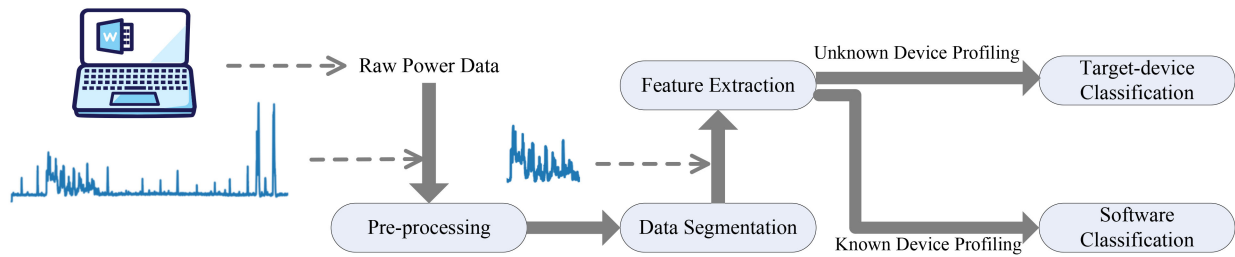 W
Raw Power Data
Pre-processing
Data Segmentation
Feature Extraction
Unknown Device Profiling
Target-device
Classification
Known Device Profiling
Software
Classification